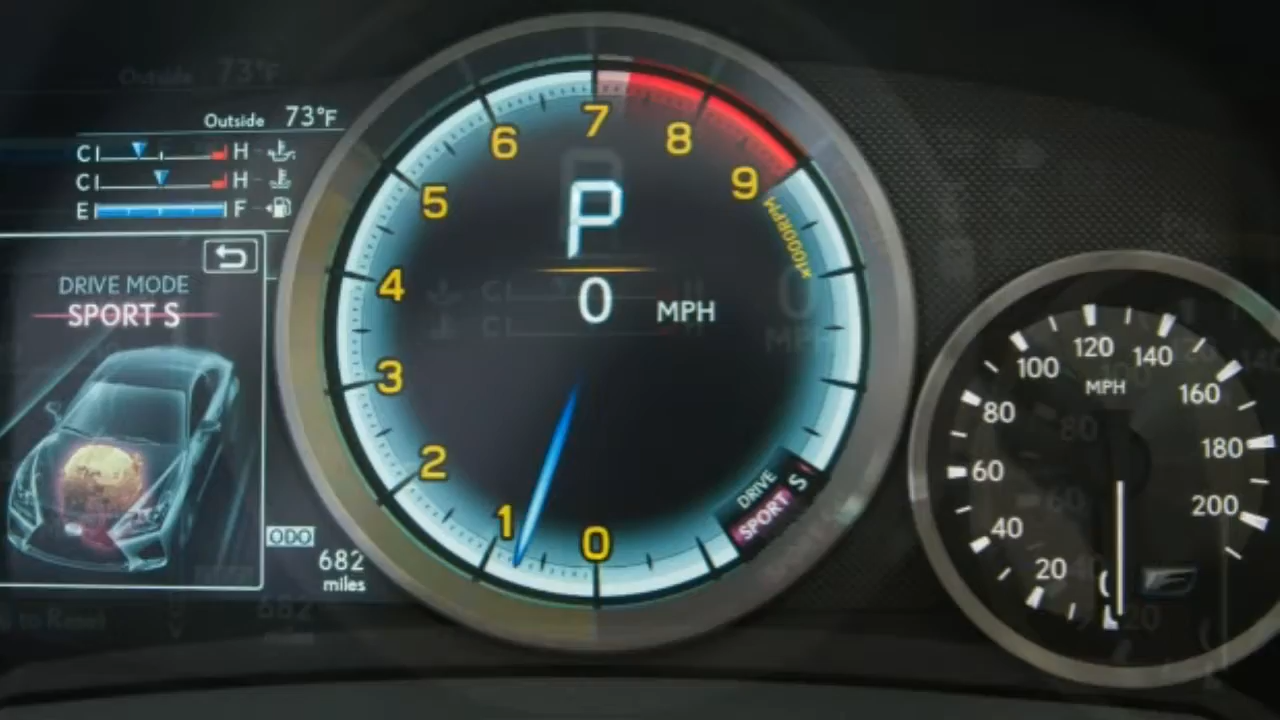 Outside 73°F
C H
C H
E F
DRIVE MODE
SPORT S
ODO
682
miles
7
6
8
5
9
x1000RPM
P
4
0 MPH
3
2
1
0
DRIVE
SPORT S
120
100
140
MPH
160
80
180
60
200
40
20
F